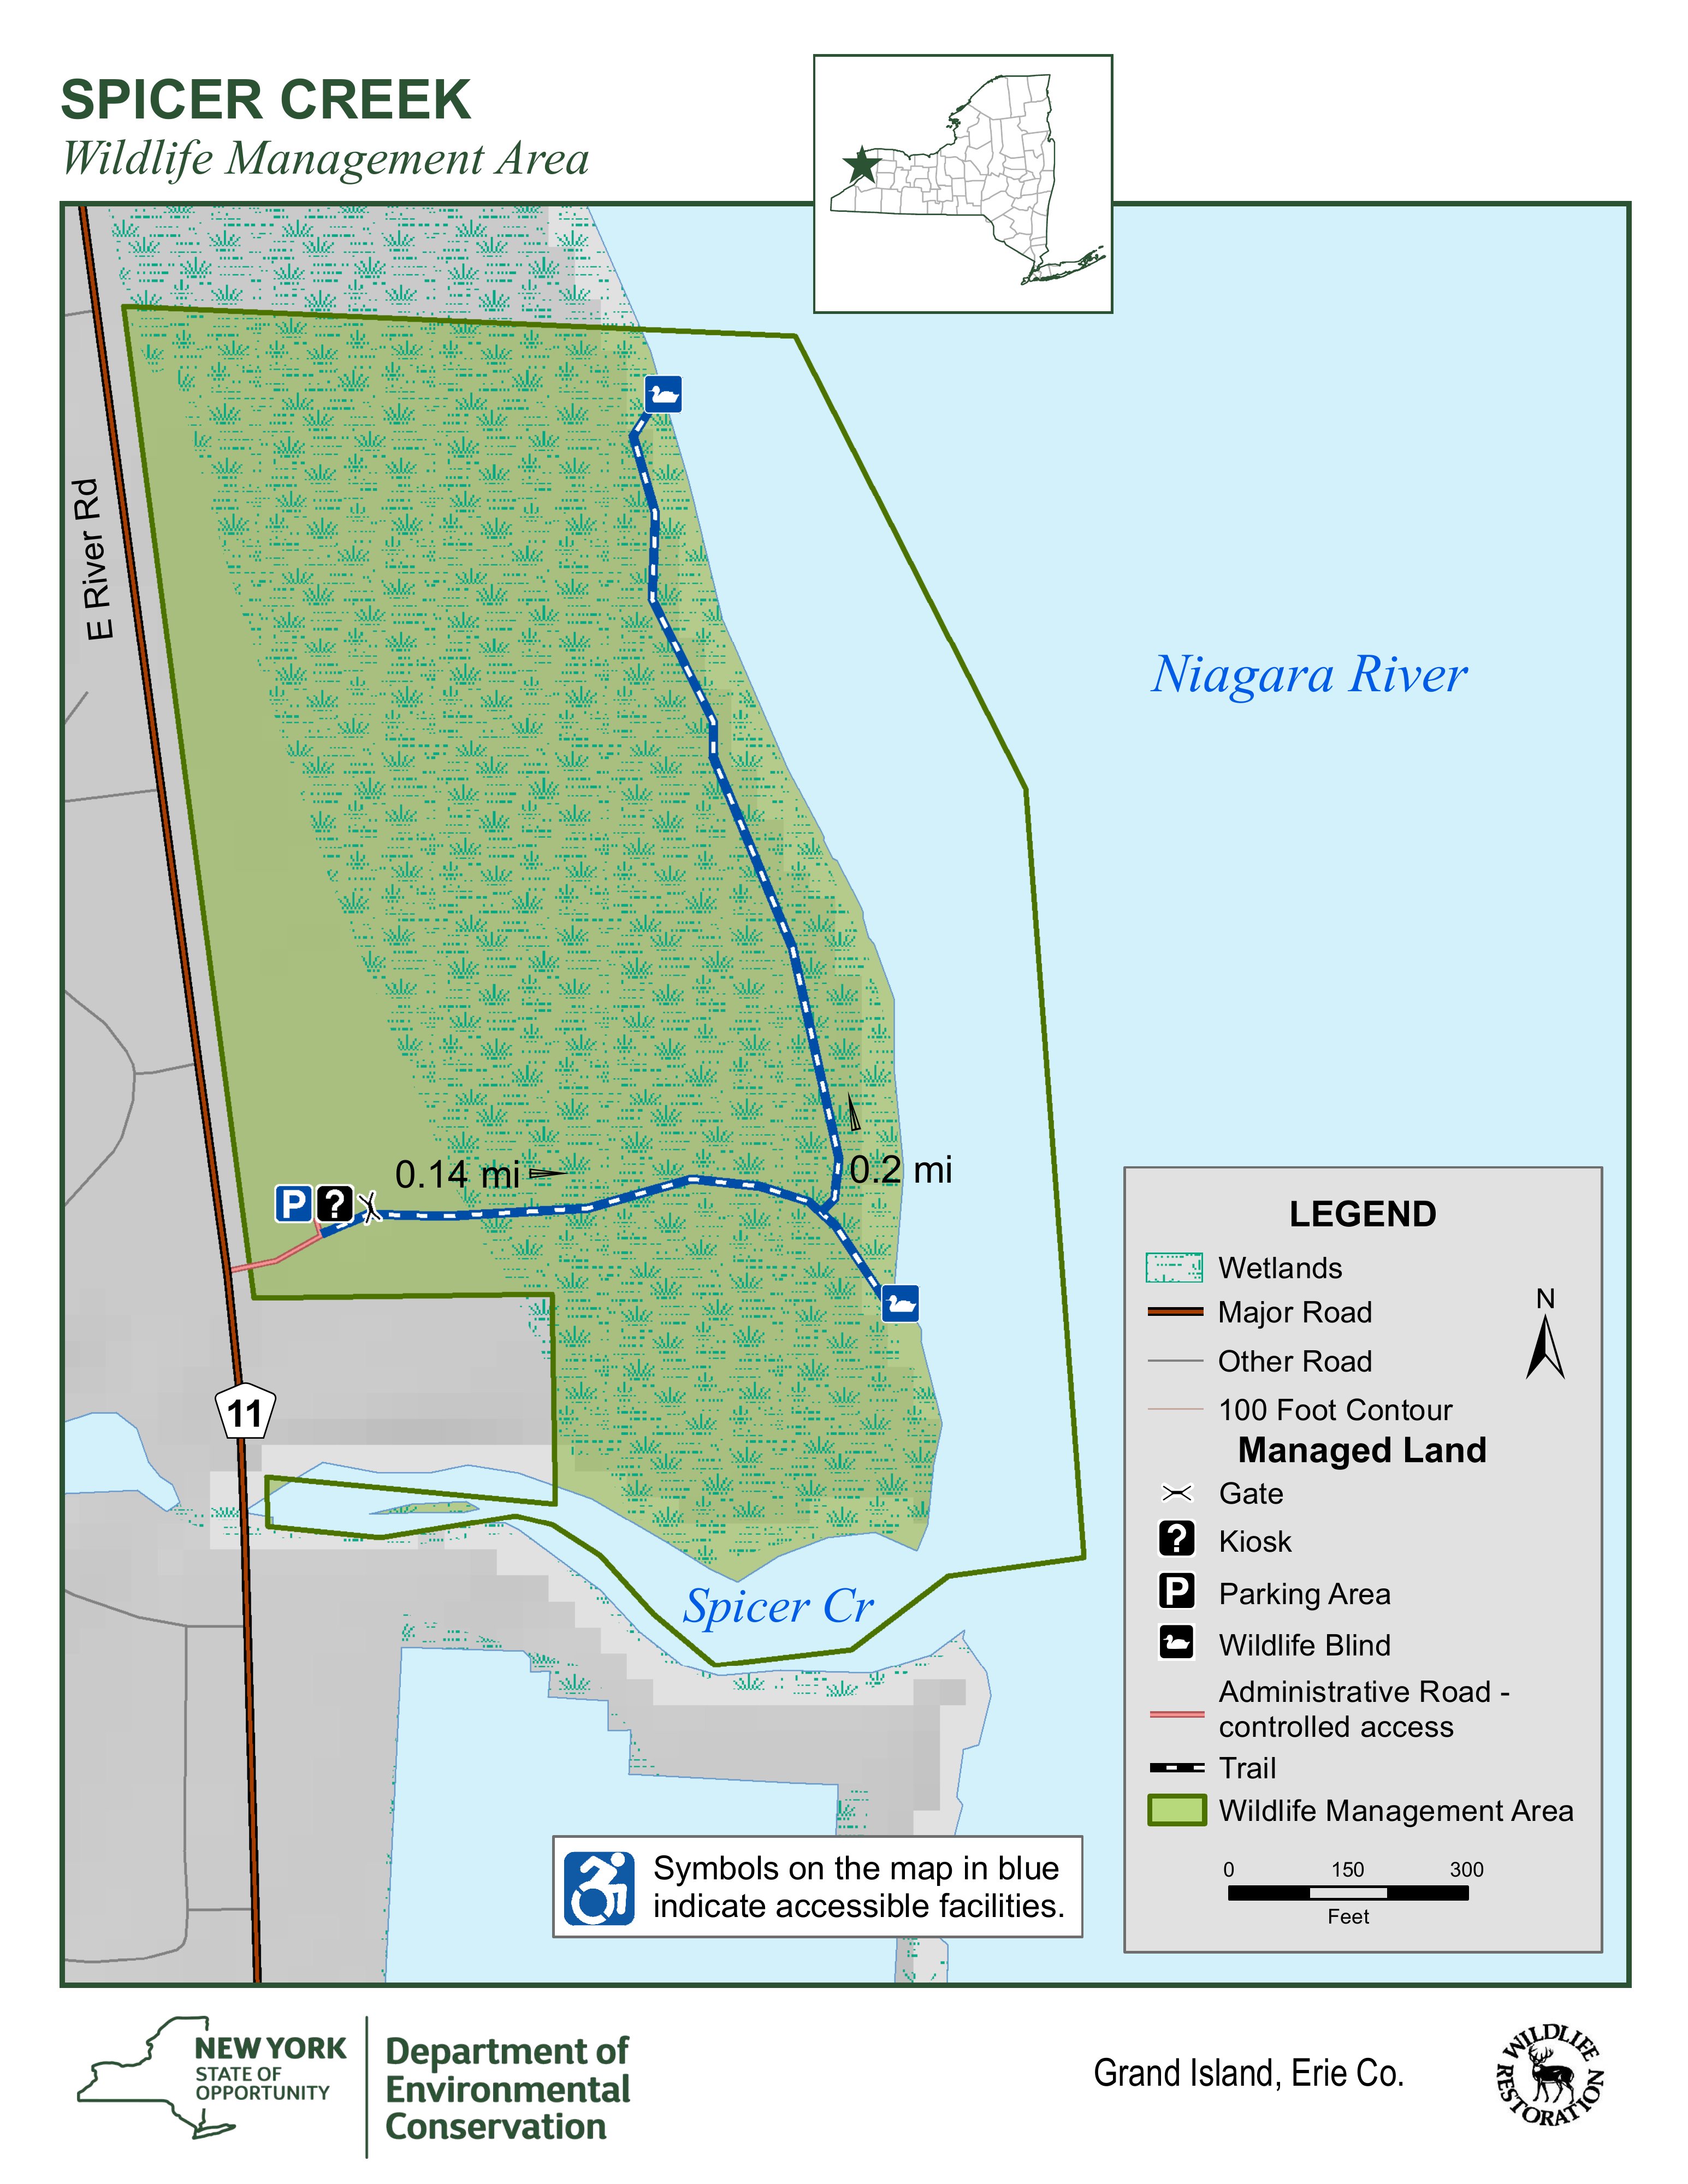 SPICER CREEK
Wildlife Management Area
E River Rd
Niagara River
0.14 mi
0.2 mi
P ?
11
Spicer Cr
LEGEND
Wetlands
Major Road
Other Road
100 Foot Contour
N
Managed Land
Gate
? Kiosk
P Parking Area
Wildlife Blind
Administrative Road -
controlled access
Trail
Wildlife Management Area
0 150 300
Feet
Symbols on the map in blue
indicate accessible facilities.
NEW YORK
STATE OF
OPPORTUNITY
Department of
Environmental
Conservation
Grand Island, Erie Co.
WILDLIFE
RESTORATION